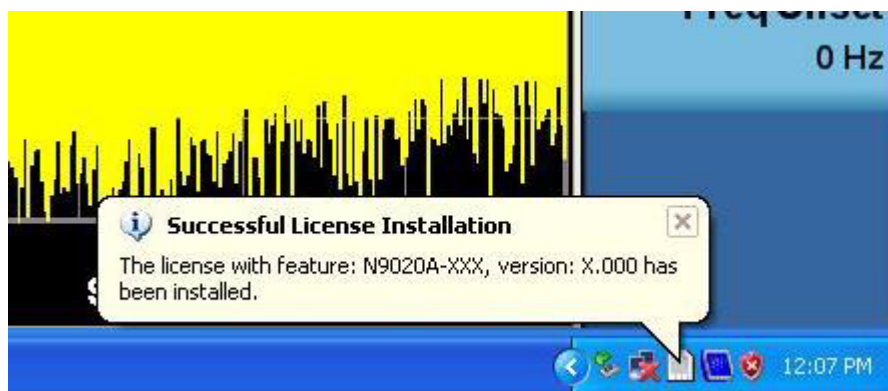 Freq Offset
0 Hz
Successful License Installation
The license with feature: N9020A-XXX, version: X.000 has
been installed.
12:07 PM